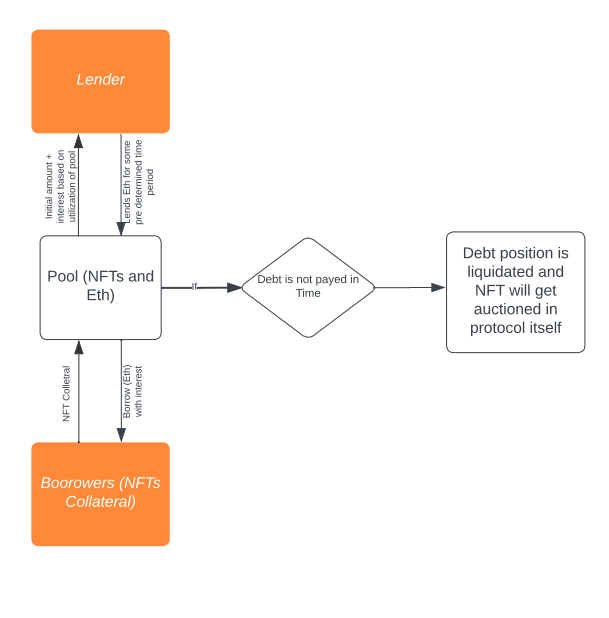 Lender
Initial amount +
interest based on
utilization of pool
Lends Eth for some
pre determined time
period
Pool (NFTs and
Eth)
If
Debt is not payed in
Time
Debt position is
liquidated and
NFT will get
auctioned in
protocol itself
NFT Colletral
Borrow (Eth)
with interest
Boorowers (NFTs
Collateral)